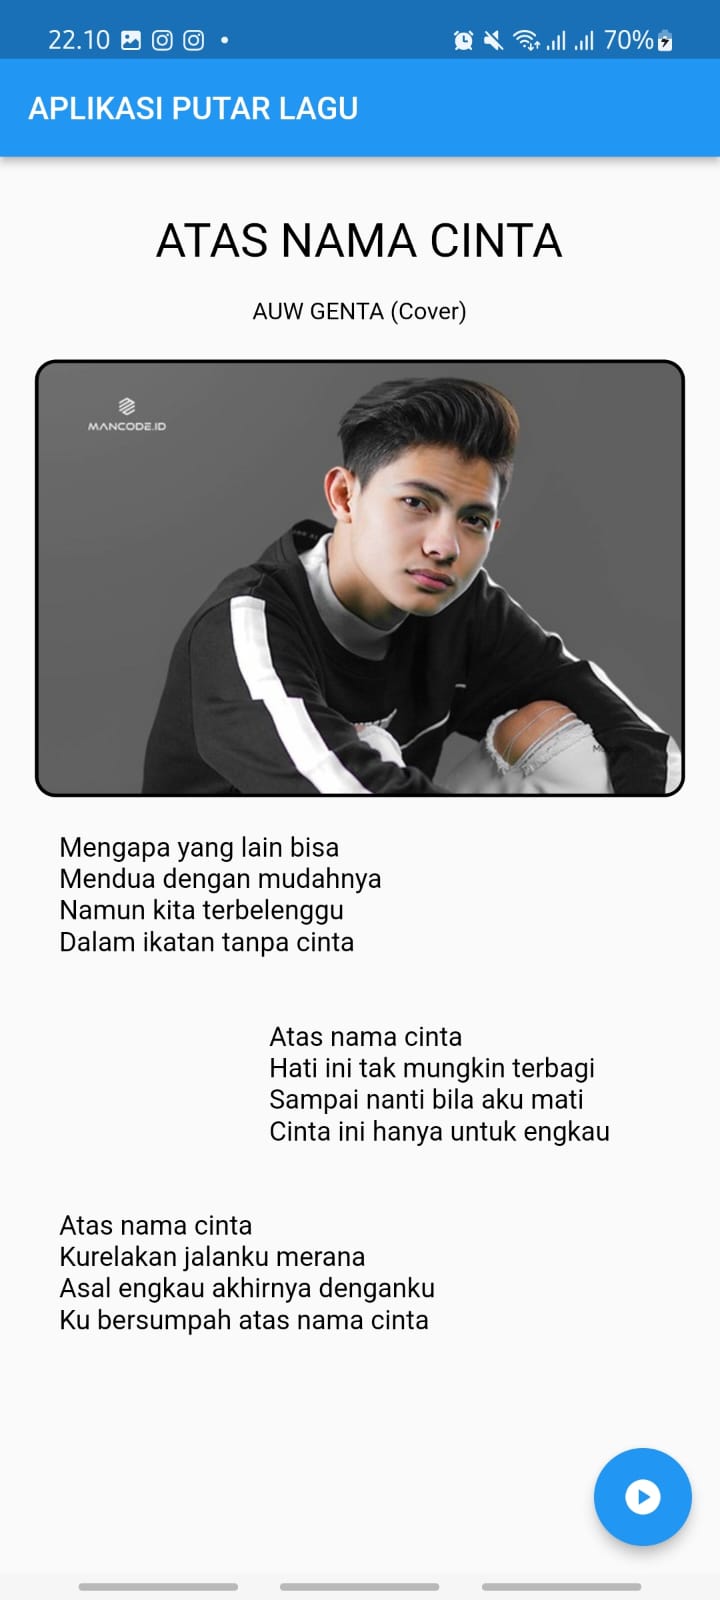 22.10
70%
APLIKASI PUTAR LAGU
ATAS NAMA CINTA
AUW GENTA (Cover)
MANCODE.ID
Mengapa yang lain bisa
Mendua dengan mudahnya
Namun kita terbelenggu
Dalam ikatan tanpa cinta
Atas nama cinta
Hati ini tak mungkin terbagi
Sampai nanti bila aku mati
Cinta ini hanya untuk engkau
Atas nama cinta
Kurelakan jalanku merana
Asal engkau akhirnya denganku
Ku bersumpah atas nama cinta